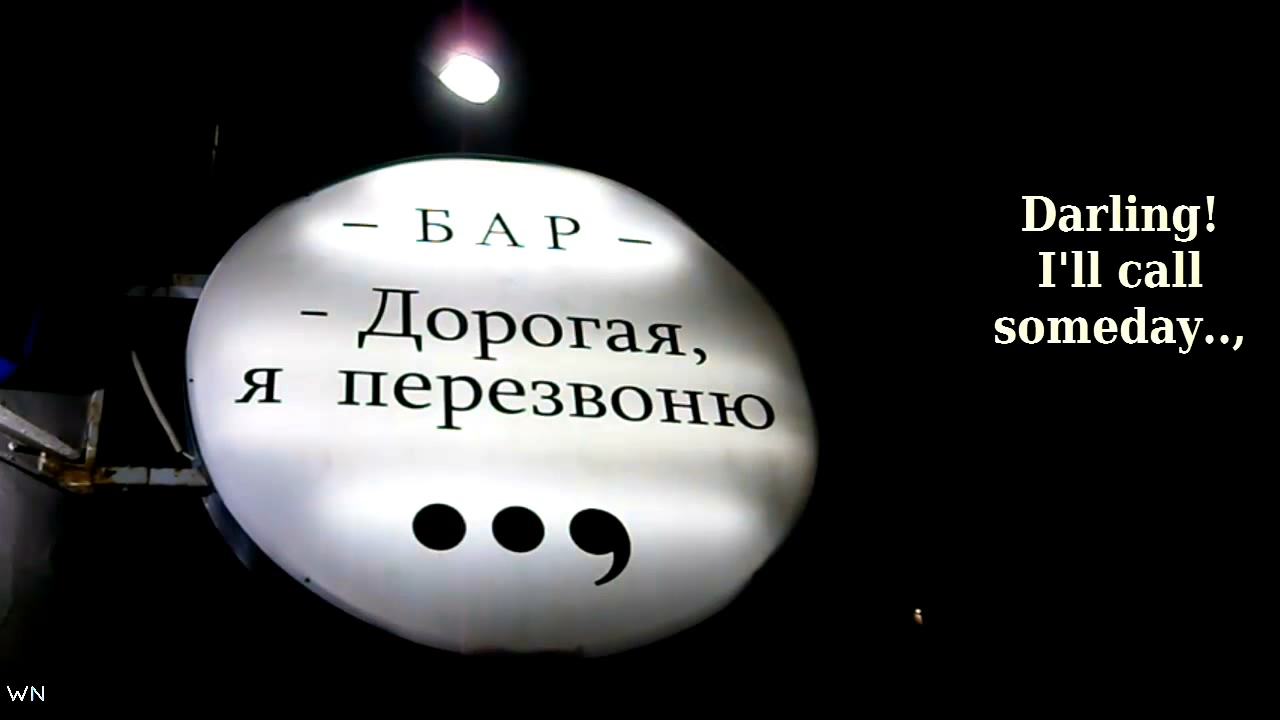 – БАР –
- Дорогая,
я перезвоню
••,
Darling!
I'll call
someday..,
WN